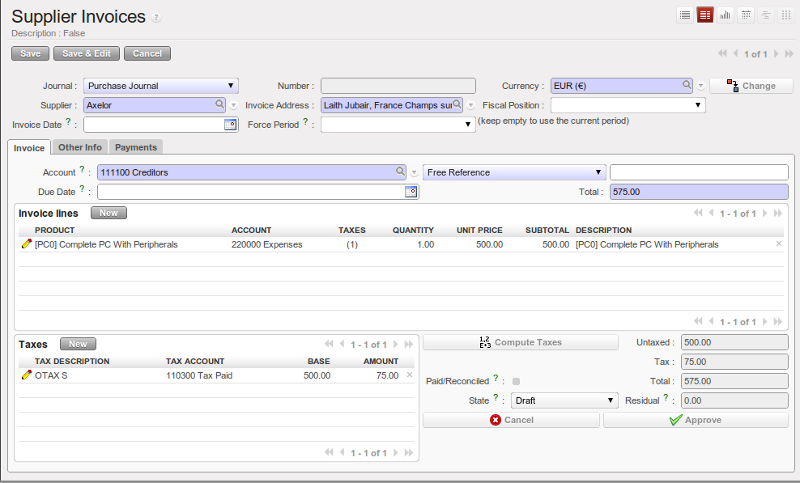 Supplier Invoices ?
Description : False
Save Save & Edit Cancel 1 of 1
Journal : Purchase Journal Number : Currency : EUR (€) Change
Supplier : Axelor Invoice Address : Laith Jubair, France Champs sur Fiscal Position :
Invoice Date ? : Force Period ? : (keep empty to use the current period)
Invoice Other Info Payments
Account ? : 111100 Creditors Free Reference
Due Date ? : Total : 575.00
Invoice lines New 1 - 1 of 1
PRODUCT ACCOUNT TAXES QUANTITY UNIT PRICE SUBTOTAL DESCRIPTION
[PC0] Complete PC With Peripherals 220000 Expenses (1) 1.00 500.00 500.00 [PC0] Complete PC With Peripherals
1 - 1 of 1
Taxes New 1 - 1 of 1
TAX DESCRIPTION TAX ACCOUNT BASE AMOUNT
OTAX S 110300 Tax Paid 500.00 75.00
1 - 1 of 1
Compute Taxes Untaxed : 500.00
Tax : 75.00
Paid/Reconciled ? : Total : 575.00
State ? : Draft Residual ? : 0.00
Cancel Approve